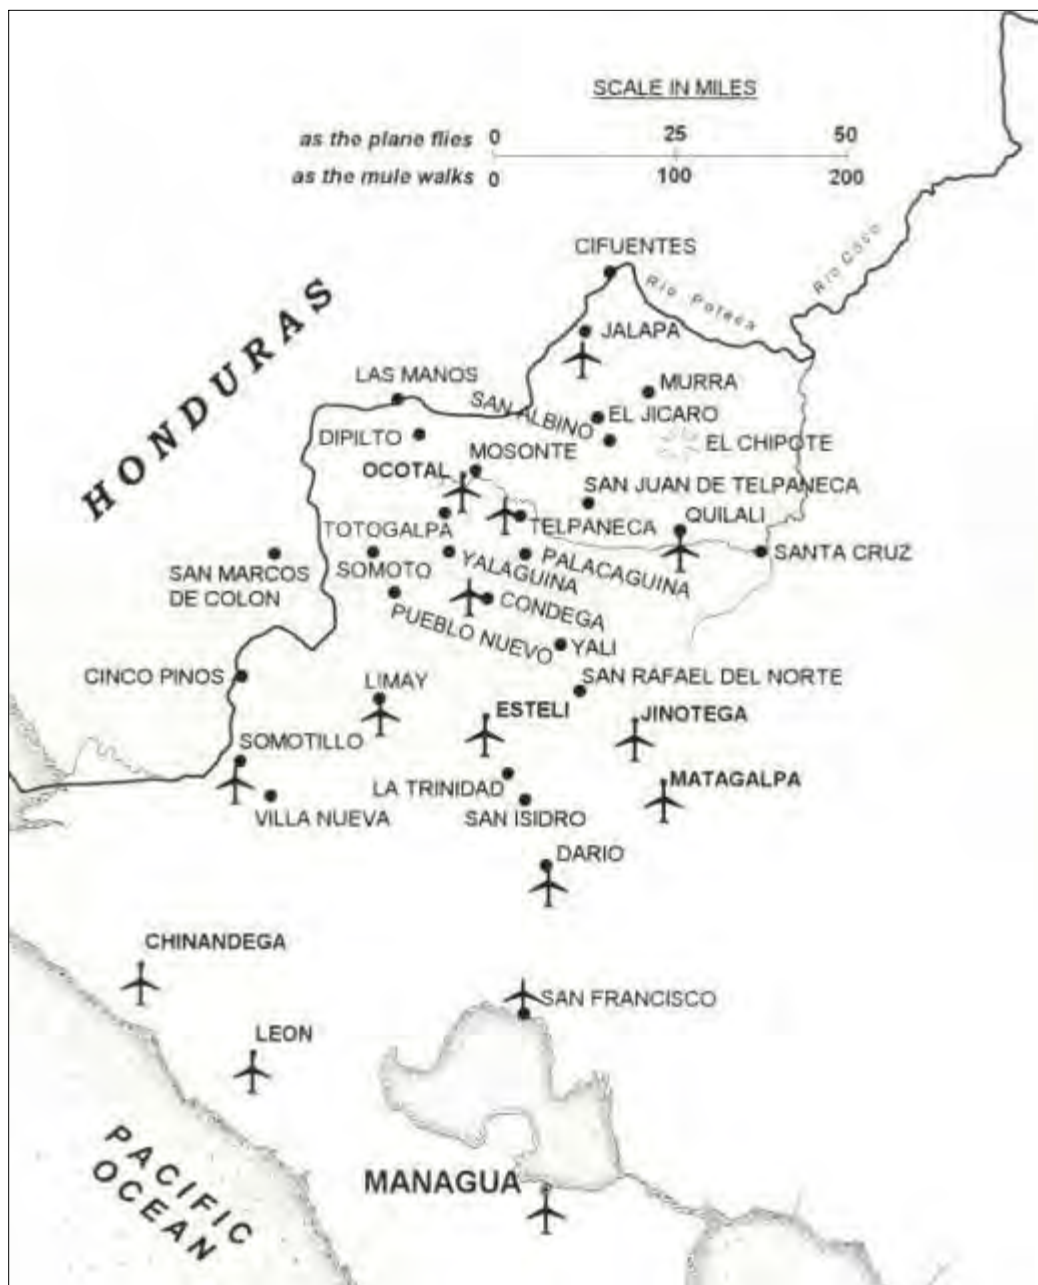 SCALE IN MILES
as the plane flies 0 25 50
as the mule walks 0 100 200
CIFUENTES
Rio Poteca
Rio Coco
HONDURAS
JALAPA
LAS MANOS
MURRA
SAN ALBINO
EL JICARO
DIPILTO
EL CHIPOTE
MOSONTE
OCOTAL
SAN JUAN DE TELPANECA
QUILALI
TOTOGALPA
TELPANECA
SANTA CRUZ
SAN MARCOS
DE COLON
SOMOTO
YALAGUINA
PALACAGUINA
CONDEGA
PUEBLO NUEVO
YALI
CINCO PINOS
LIMAY
SAN RAFAEL DEL NORTE
ESTELI
JINOTEGA
SOMOTILLO
LA TRINIDAD
MATAGALPA
VILLA NUEVA
SAN ISIDRO
DARIO
CHINANDEGA
SAN FRANCISCO
LEON
PACIFIC
OCEAN
MANAGUA